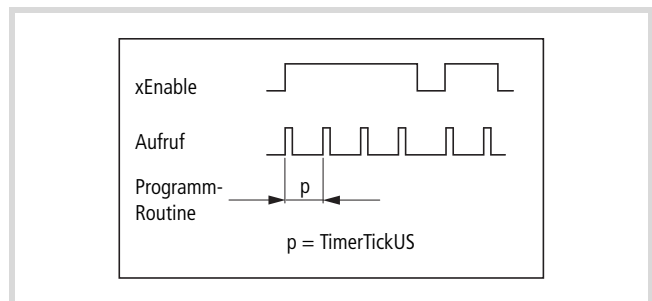 xEnable
Aufruf
Programm-
Routine
p
p = TimerTickUS